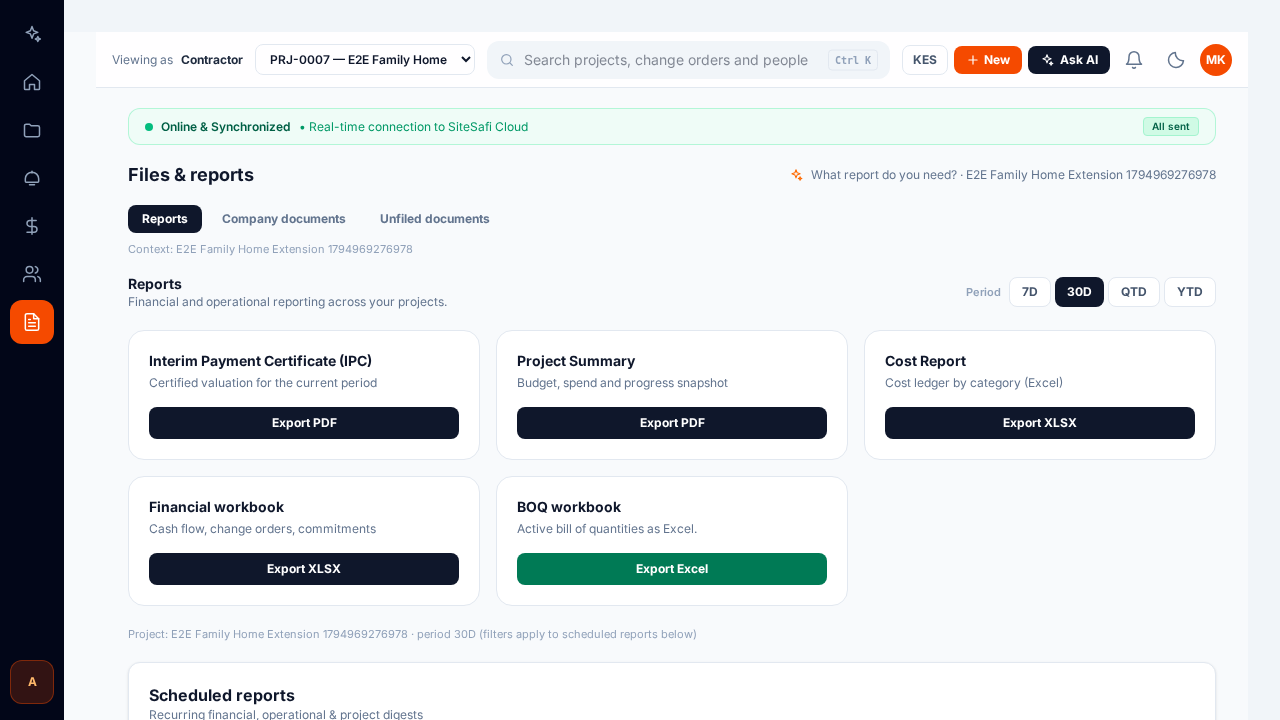 Viewing as Contractor PRJ-0007 — E2E Family Home Search projects, change orders and people Ctrl K KES New Ask AI MK
Online & Synchronized • Real-time connection to SiteSafi Cloud All sent
Files & reports What report do you need? · E2E Family Home Extension 1794969276978
Reports Company documents Unfiled documents
Context: E2E Family Home Extension 1794969276978
Reports
Financial and operational reporting across your projects.
Period 7D 30D QTD YTD
Interim Payment Certificate (IPC)
Certified valuation for the current period
Export PDF
Project Summary
Budget, spend and progress snapshot
Export PDF
Cost Report
Cost ledger by category (Excel)
Export XLSX
Financial workbook
Cash flow, change orders, commitments
Export XLSX
BOQ workbook
Active bill of quantities as Excel.
Export Excel
Project: E2E Family Home Extension 1794969276978 · period 30D (filters apply to scheduled reports below)
Scheduled reports
Recurring financial, operational & project digests
A